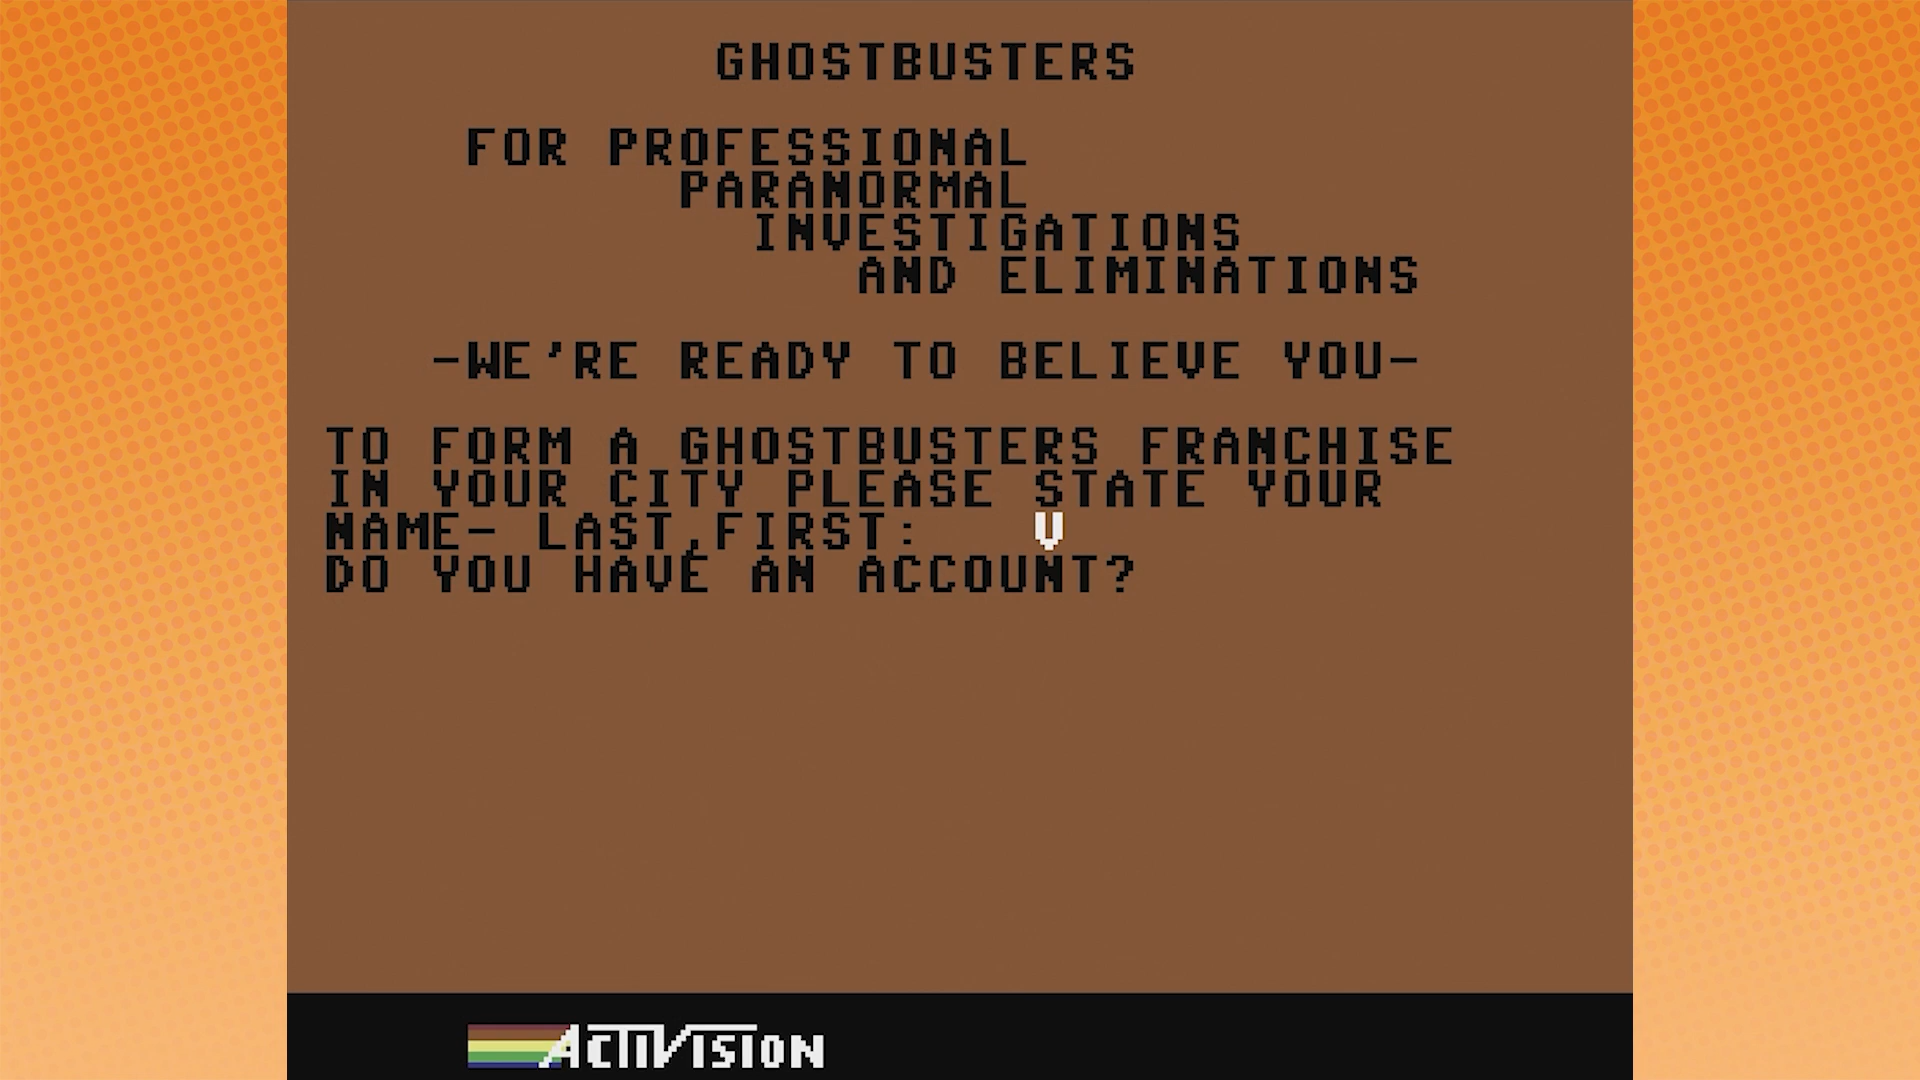 GHOSTBUSTERS
FOR PROFESSIONAL
PARANORMAL
INVESTIGATIONS
AND ELIMINATIONS
-WE'RE READY TO BELIEVE YOU-
TO FORM A GHOSTBUSTERS FRANCHISE
IN YOUR CITY PLEASE STATE YOUR
NAME- LAST,FIRST: V
DO YOU HAVE AN ACCOUNT?
ACTIVISION